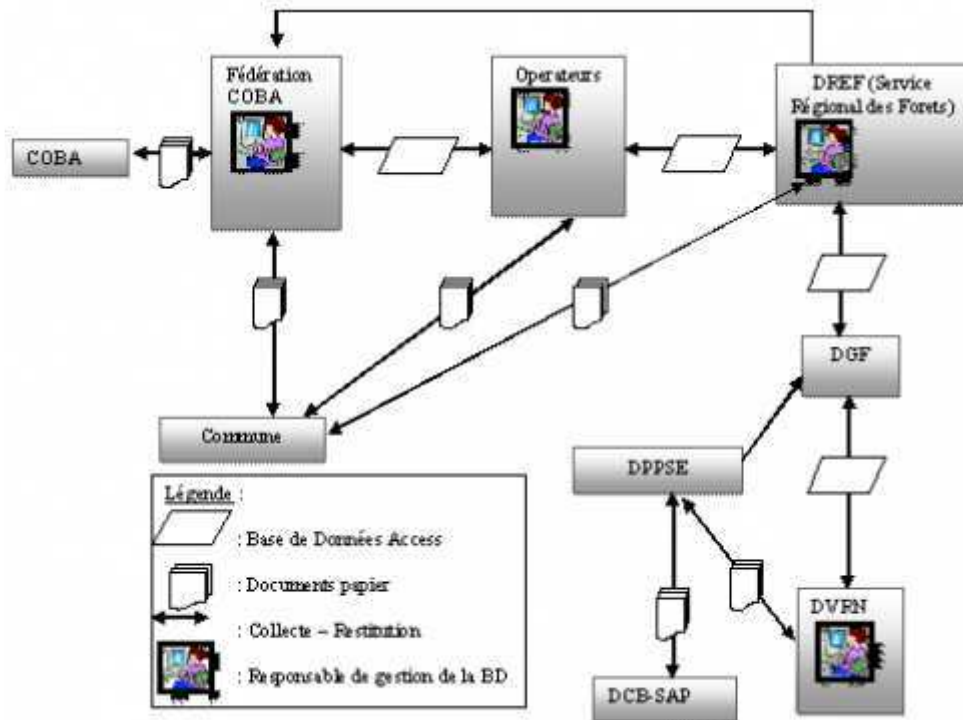 Fédération
COBA
Operateurs
DREF (Service
Régional des Forets)
COBA
DGF
Commune
DPPSE
Légende :
: Base de Données Access
: Documents papier
: Collecte – Restitution
: Responsable de gestion de la BD
DVRN
DCB-SAP